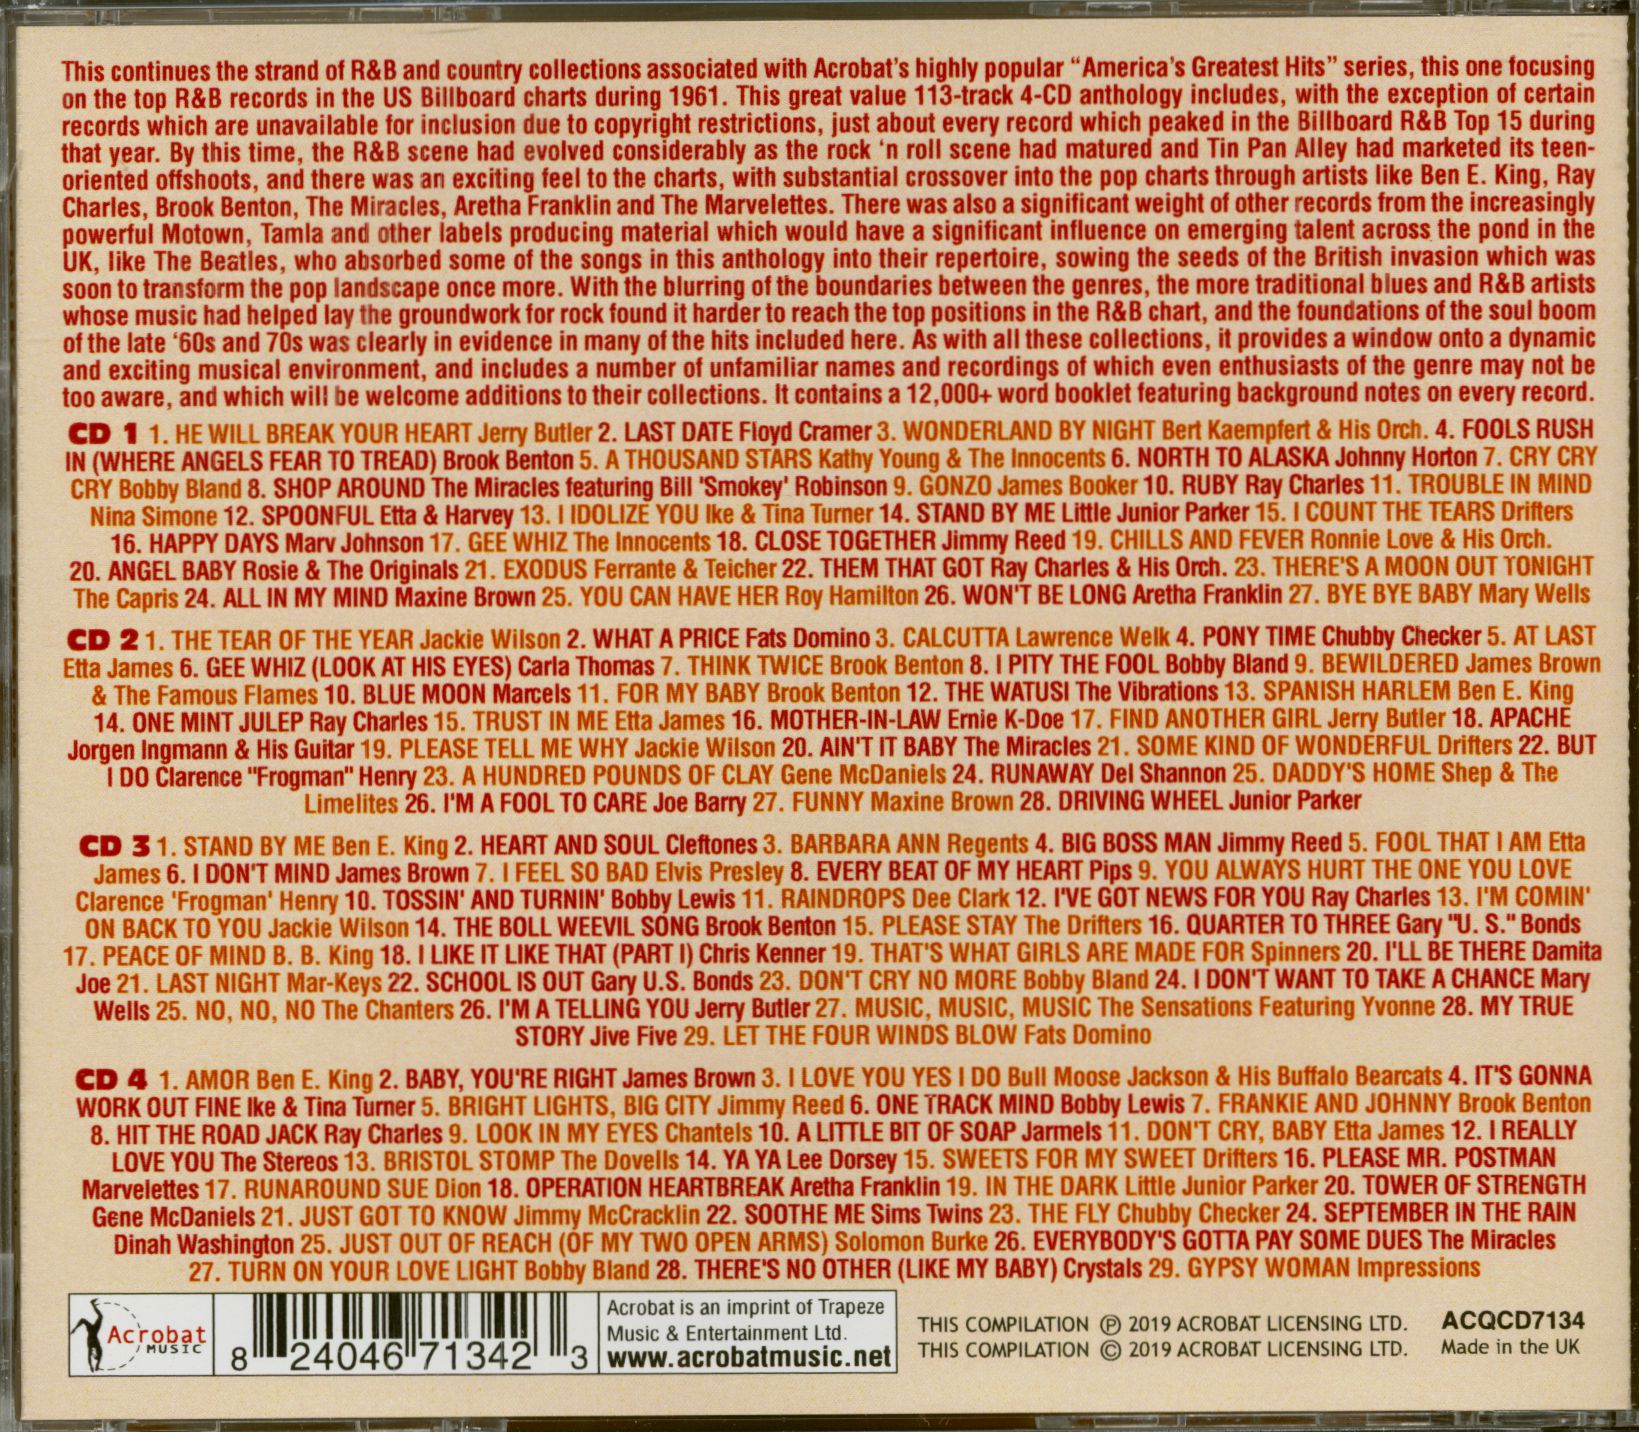 This continues the strand of R&B and country collections associated with Acrobat's highly popular “America's Greatest Hits” series, this one focusing
on the top R&B records in the US Billboard charts during 1961. This great value 113-track 4-CD anthology includes, with the exception of certain
records which are unavailable for inclusion due to copyright restrictions, just about every record which peaked in the Billboard R&B Top 15 during
that year. By this time, the R&B scene had evolved considerably as the rock ‘n roll scene had matured and Tin Pan Alley had marketed its teen-
oriented offshoots, and there was an exciting feel to the charts, with substantial crossover into the pop charts through artists like Ben E. King, Ray
Charles, Brook Benton, The Miracles, Aretha Franklin and The Marvelettes. There was also a significant weight of other records from the increasingly
powerful Motown, Tamla and other labels producing material which would have a significant influence on emerging talent across the pond in the
UK, like The Beatles, who absorbed some of the songs in this anthology into their repertoire, sowing the seeds of the British invasion which was
soon to transform the pop landscape once more. With the blurring of the boundaries between the genres, the more traditional blues and R&B artists
whose music had helped lay the groundwork for rock found it harder to reach the top positions in the R&B chart, and the foundations of the soul boom
of the late ‘60s and 70s was clearly in evidence in many of the hits included here. As with all these collections, it provides a window onto a dynamic
and exciting musical environment, and includes a number of unfamiliar names and recordings of which even enthusiasts of the genre may not be
too aware, and which will be welcome additions to their collections. It contains a 12,000+ word booklet featuring background notes on every record.
CD 1 1. HE WILL BREAK YOUR HEART Jerry Butler 2. LAST DATE Floyd Cramer 3. WONDERLAND BY NIGHT Bert Kaempfert & His Orch. 4. FOOLS RUSH
IN (WHERE ANGELS FEAR TO TREAD) Brook Benton 5. A THOUSAND STARS Kathy Young & The Innocents 6. NORTH TO ALASKA Johnny Horton 7. CRY CRY
CRY Bobby Bland 8. SHOP AROUND The Miracles featuring Bill 'Smokey' Robinson 9. GONZO James Booker 10. RUBY Ray Charles 11. TROUBLE IN MIND
Nina Simone 12. SPOONFUL Etta & Harvey 13. I IDOLIZE YOU Ike & Tina Turner 14. STAND BY ME Little Junior Parker 15. I COUNT THE TEARS Drifters
16. HAPPY DAYS Marv Johnson 17. GEE WHIZ The Innocents 18. CLOSE TOGETHER Jimmy Reed 19. CHILLS AND FEVER Ronnie Love & His Orch.
20. ANGEL BABY Rosie & The Originals 21. EXODUS Ferrante & Teicher 22. THEM THAT GOT Ray Charles & His Orch. 23. THERE'S A MOON OUT TONIGHT
The Capris 24. ALL IN MY MIND Maxine Brown 25. YOU CAN HAVE HER Roy Hamilton 26. WON'T BE LONG Aretha Franklin 27. BYE BYE BABY Mary Wells
CD 2 1. THE TEAR OF THE YEAR Jackie Wilson 2. WHAT A PRICE Fats Domino 3. CALCUTTA Lawrence Welk 4. PONY TIME Chubby Checker 5. AT LAST
Etta James 6. GEE WHIZ (LOOK AT HIS EYES) Carla Thomas 7. THINK TWICE Brook Benton 8. I PITY THE FOOL Bobby Bland 9. BEWILDERED James Brown
& The Famous Flames 10. BLUE MOON Marcels 11. FOR MY BABY Brook Benton 12. THE WATUSI The Vibrations 13. SPANISH HARLEM Ben E. King
14. ONE MINT JULEP Ray Charles 15. TRUST IN ME Etta James 16. MOTHER-IN-LAW Ernie K-Doe 17. FIND ANOTHER GIRL Jerry Butler 18. APACHE
Jorgen Ingmann & His Guitar 19. PLEASE TELL ME WHY Jackie Wilson 20. AIN'T IT BABY The Miracles 21. SOME KIND OF WONDERFUL Drifters 22. BUT
I DO Clarence "Frogman" Henry 23. A HUNDRED POUNDS OF CLAY Gene McDaniels 24. RUNAWAY Del Shannon 25. DADDY'S HOME Shep & The
Limelites 26. I'M A FOOL TO CARE Joe Barry 27. FUNNY Maxine Brown 28. DRIVING WHEEL Junior Parker
CD 3 1. STAND BY ME Ben E. King 2. HEART AND SOUL Cleftones 3. BARBARA ANN Regents 4. BIG BOSS MAN Jimmy Reed 5. FOOL THAT I AM Etta
James 6. I DON'T MIND James Brown 7. I FEEL SO BAD Elvis Presley 8. EVERY BEAT OF MY HEART Pips 9. YOU ALWAYS HURT THE ONE YOU LOVE
Clarence 'Frogman' Henry 10. TOSSIN' AND TURNIN' Bobby Lewis 11. RAINDROPS Dee Clark 12. I'VE GOT NEWS FOR YOU Ray Charles 13. I'M COMIN'
ON BACK TO YOU Jackie Wilson 14. THE BOLL WEEVIL SONG Brook Benton 15. PLEASE STAY The Drifters 16. QUARTER TO THREE Gary "U. S." Bonds
17. PEACE OF MIND B. B. King 18. I LIKE IT LIKE THAT (PART I) Chris Kenner 19. THAT'S WHAT GIRLS ARE MADE FOR Spinners 20. I'LL BE THERE Damita
Joe 21. LAST NIGHT Mar-Keys 22. SCHOOL IS OUT Gary U.S. Bonds 23. DON'T CRY NO MORE Bobby Bland 24. I DON'T WANT TO TAKE A CHANCE Mary
Wells 25. NO, NO, NO The Chanters 26. I'M A TELLING YOU Jerry Butler 27. MUSIC, MUSIC, MUSIC The Sensations Featuring Yvonne 28. MY TRUE
STORY Jive Five 29. LET THE FOUR WINDS BLOW Fats Domino
CD 4 1. AMOR Ben E. King 2. BABY, YOU'RE RIGHT James Brown 3. I LOVE YOU YES I DO Bull Moose Jackson & His Buffalo Bearcats 4. IT'S GONNA
WORK OUT FINE Ike & Tina Turner 5. BRIGHT LIGHTS, BIG CITY Jimmy Reed 6. ONE TRACK MIND Bobby Lewis 7. FRANKIE AND JOHNNY Brook Benton
8. HIT THE ROAD JACK Ray Charles 9. LOOK IN MY EYES Chantels 10. A LITTLE BIT OF SOAP Jarmels 11. DON'T CRY, BABY Etta James 12. I REALLY
LOVE YOU The Stereos 13. BRISTOL STOMP The Dovells 14. YA YA Lee Dorsey 15. SWEETS FOR MY SWEET Drifters 16. PLEASE MR. POSTMAN
Marvelettes 17. RUNAROUND SUE Dion 18. OPERATION HEARTBREAK Aretha Franklin 19. IN THE DARK Little Junior Parker 20. TOWER OF STRENGTH
Gene McDaniels 21. JUST GOT TO KNOW Jimmy McCracklin 22. SOOTHE ME Sims Twins 23. THE FLY Chubby Checker 24. SEPTEMBER IN THE RAIN
Dinah Washington 25. JUST OUT OF REACH (OF MY TWO OPEN ARMS) Solomon Burke 26. EVERYBODY'S GOTTA PAY SOME DUES The Miracles
27. TURN ON YOUR LOVE LIGHT Bobby Bland 28. THERE'S NO OTHER (LIKE MY BABY) Crystals 29. GYPSY WOMAN Impressions
Acrobat
MUSIC
8 24046 71342 3
Acrobat is an imprint of Trapeze
Music & Entertainment Ltd.
www.acrobatmusic.net
THIS COMPILATION ℗ 2019 ACROBAT LICENSING LTD.
THIS COMPILATION © 2019 ACROBAT LICENSING LTD.
ACQCD7134
Made in the UK